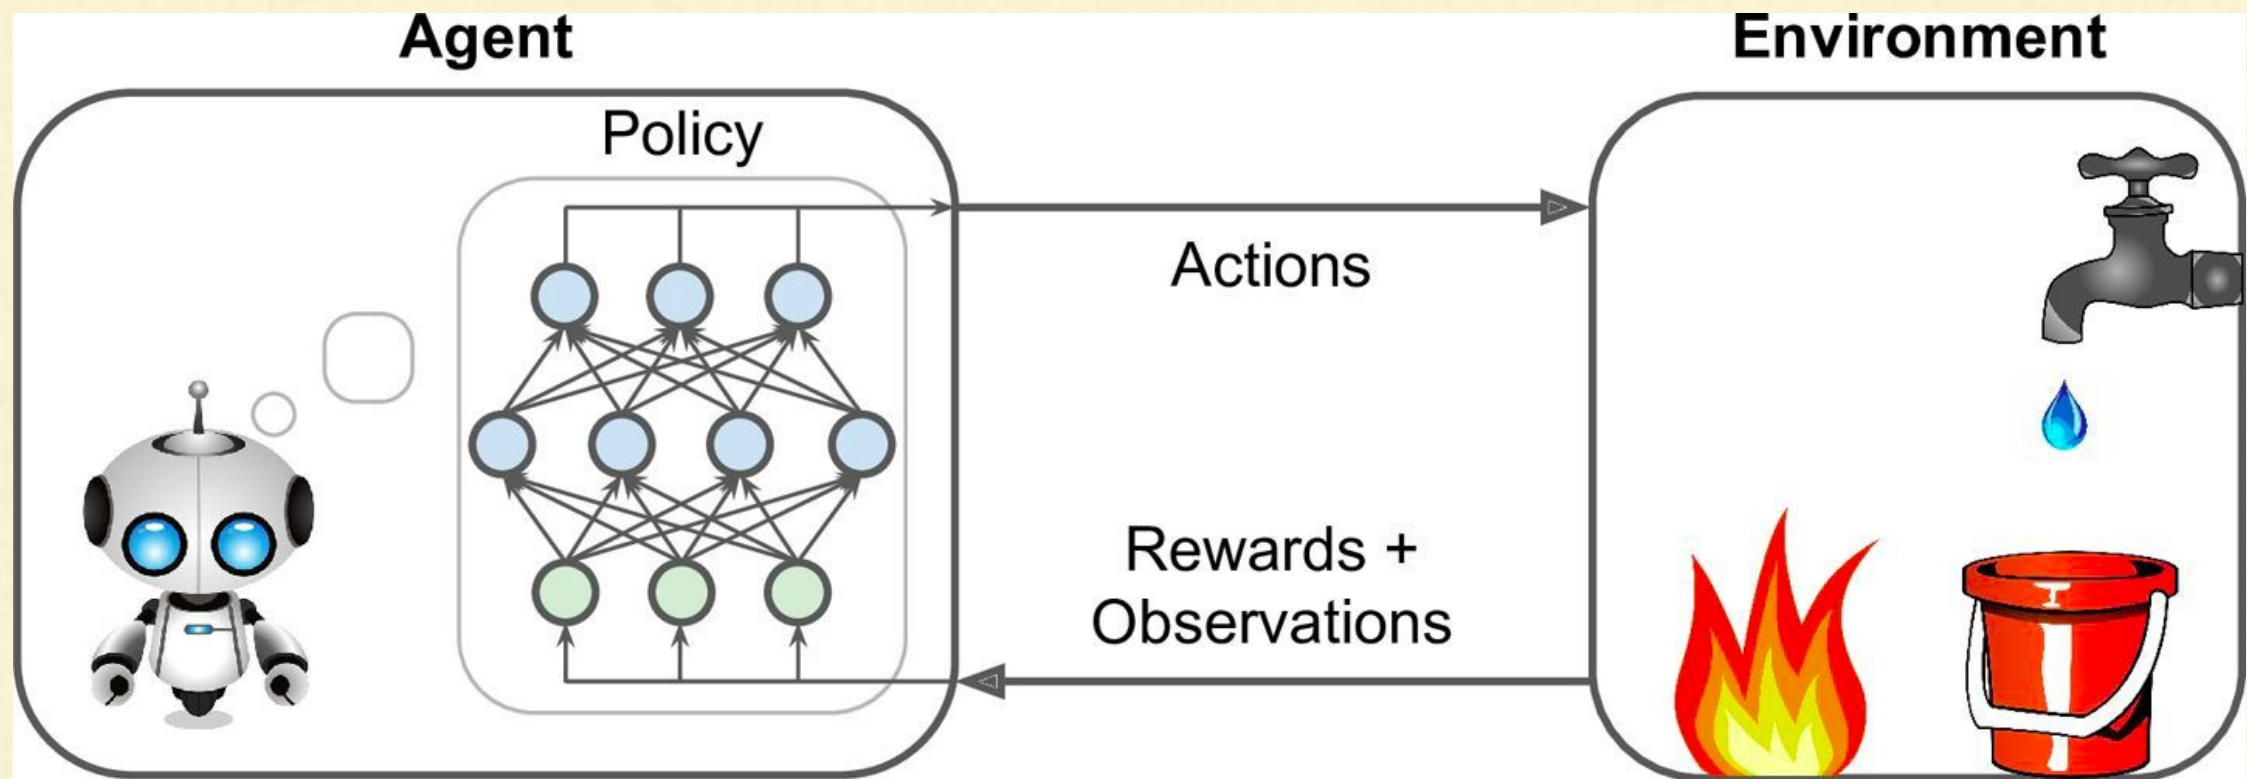 Agent
Environment
Policy
Actions
Rewards +
Observations